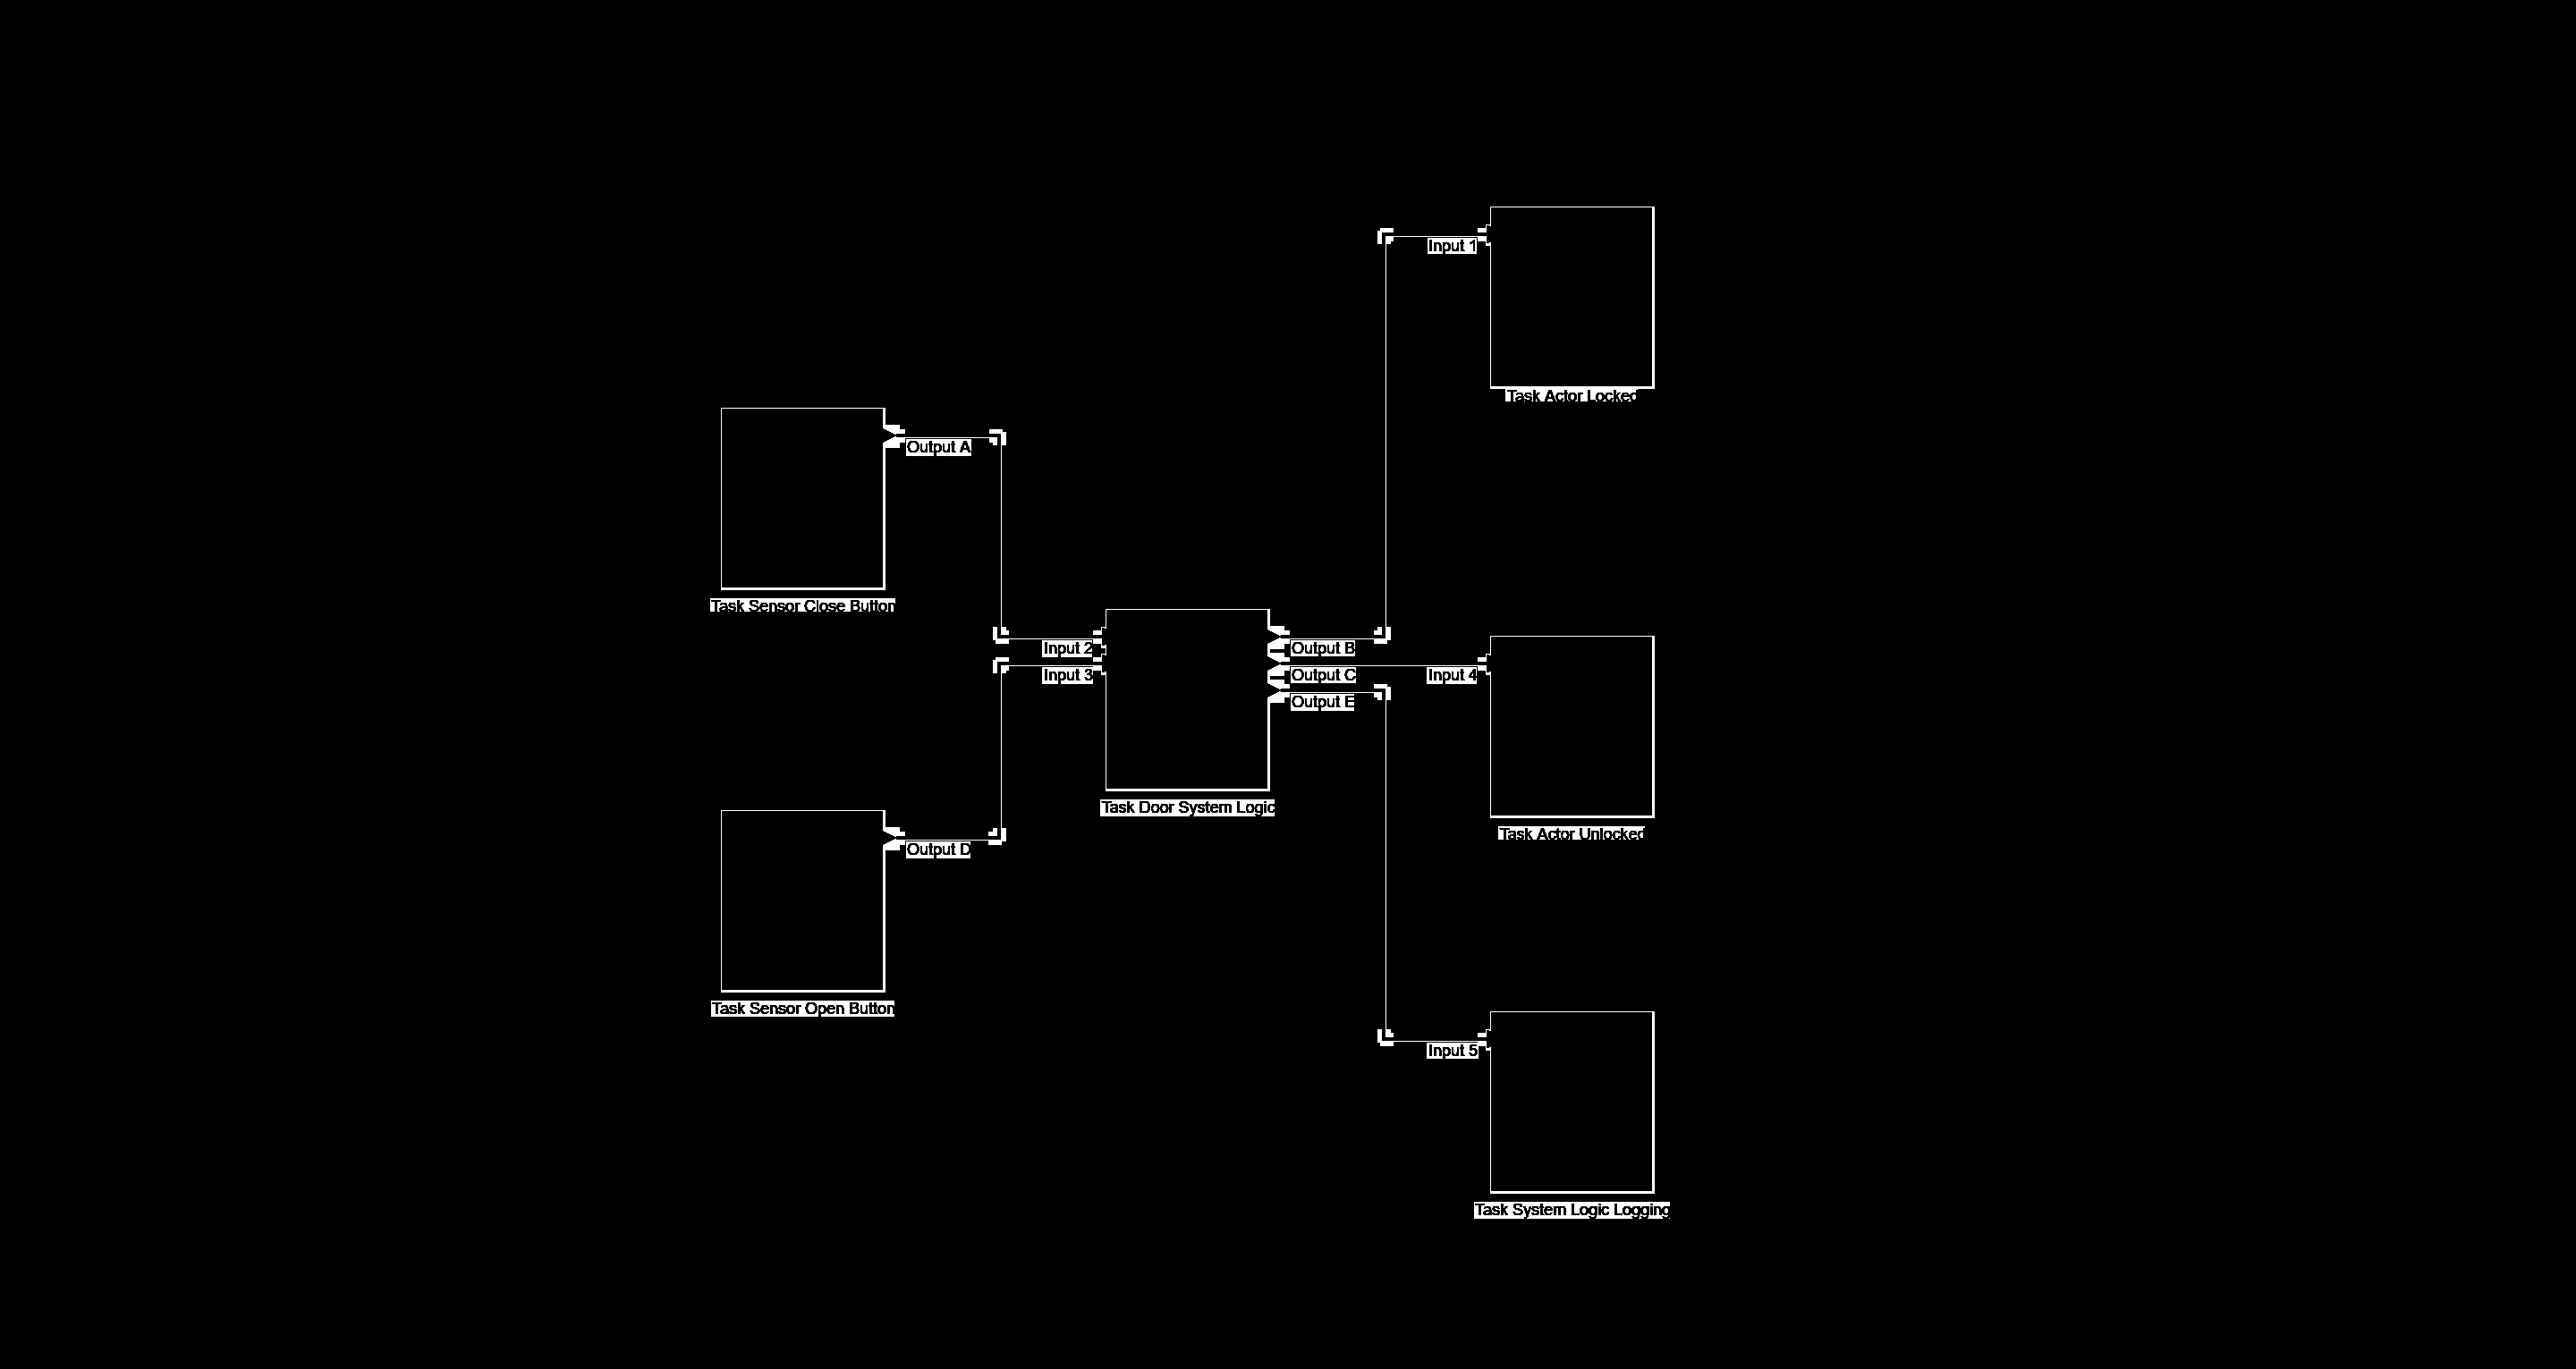 Input 1
Task Actor Locked
Output A
Task Sensor Close Button
Input 2
Output B
Input 3
Output C
Input 4
Output E
Task Door System Logic
Task Actor Unlocked
Output D
Task Sensor Open Button
Input 5
Task System Logic Logging